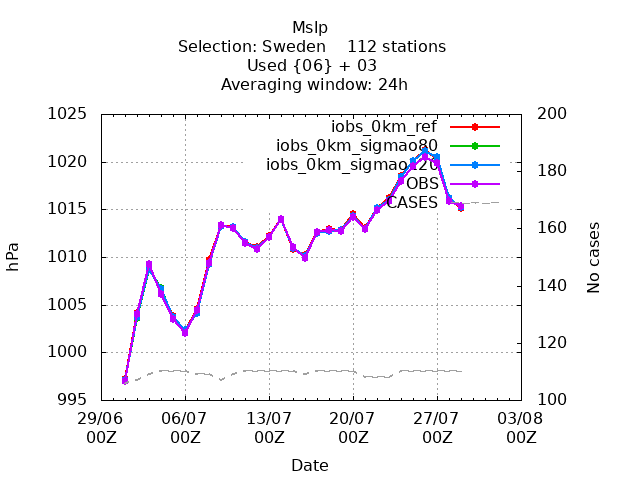 Mslp
Selection: Sweden 112 stations
Used {06} + 03
Averaging window: 24h
1025
1020
1015
1010
1005
1000
995
hPa
200
180
160
140
120
100
No cases
iobs_0km_ref
iobs_0km_sigmao80
iobs_0km_sigmao120
OBS
CASES
29/06 06/07 13/07 20/07 27/07 03/08
00Z 00Z 00Z 00Z 00Z 00Z
Date